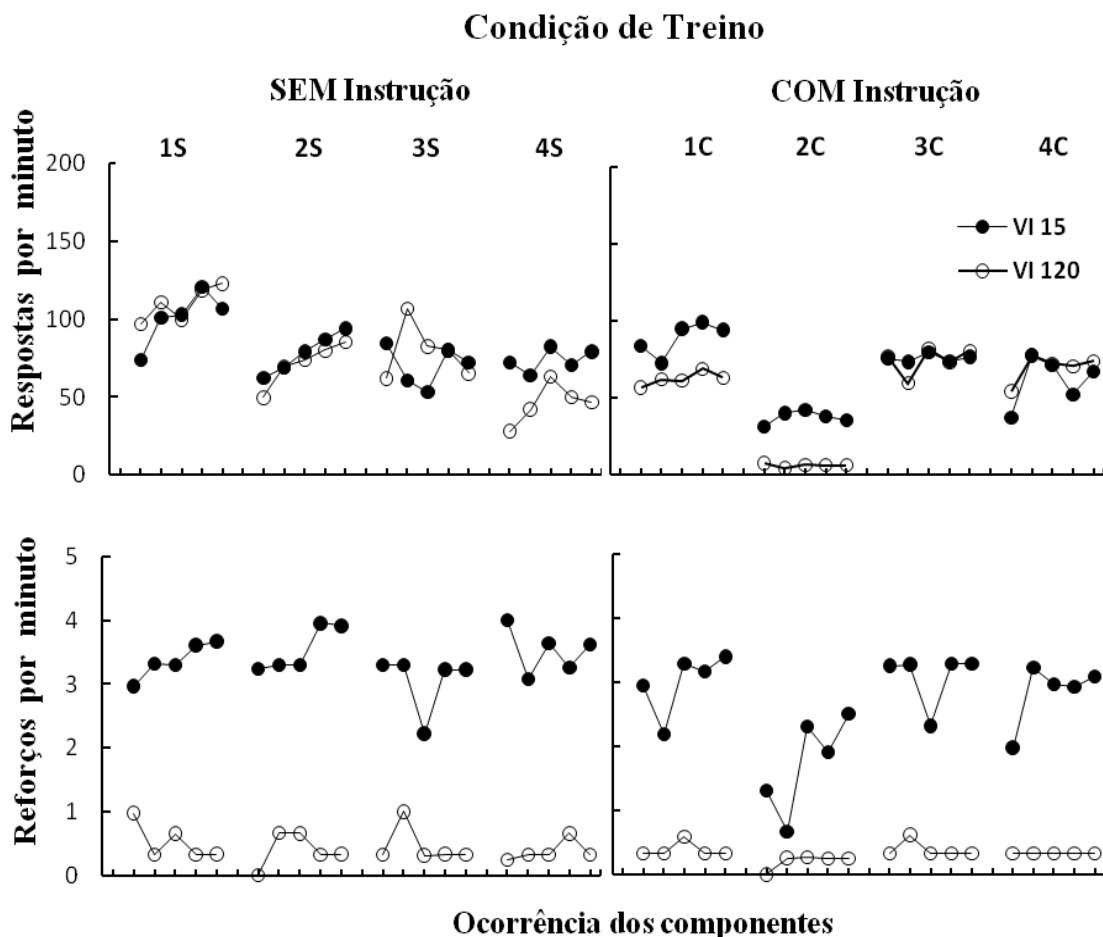 Condição de Treino
SEM Instrução
COM Instrução
1S 2S 3S 4S
1C 2C 3C 4C
Respostas por minuto
200
150
100
50
0
VI 15
VI 120
Reforços por minuto
5
4
3
2
1
0
Ocorrência dos componentes